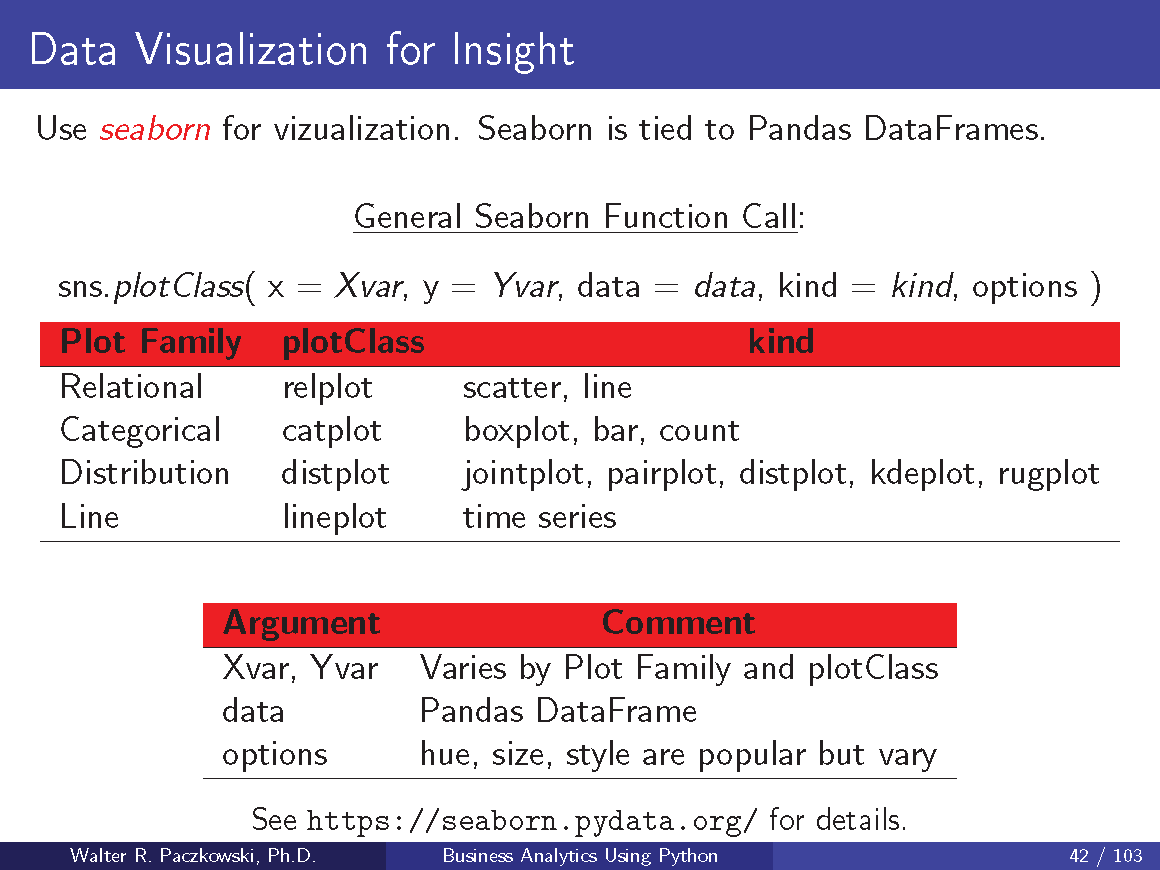 Data Visualization for Insight
Use seaborn for vizualization. Seaborn is tied to Pandas DataFrames.
General Seaborn Function Call:
sns.plotClass( x = Xvar, y = Yvar, data = data, kind = kind, options )
Plot Family plotClass kind
Relational relplot scatter, line
Categorical catplot boxplot, bar, count
Distribution distplot jointplot, pairplot, distplot, kdeplot, rugplot
Line lineplot time series
Argument Comment
Xvar, Yvar Varies by Plot Family and plotClass
data Pandas DataFrame
options hue, size, style are popular but vary
See https://seaborn.pydata.org/ for details.
Walter R. Paczkowski, Ph.D. Business Analytics Using Python 42 / 103